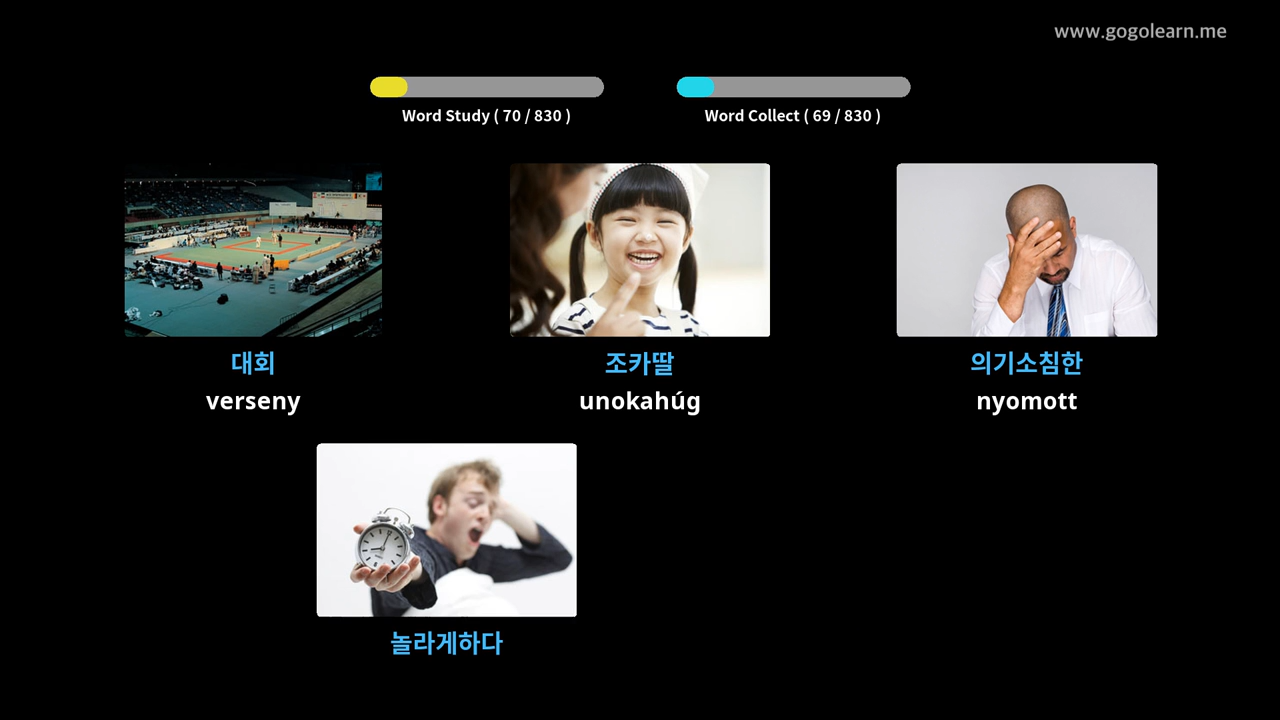 www.gogolearn.me
Word Study ( 70 / 830 )
Word Collect ( 69 / 830 )
대회
verseny
조카딸
unokahúg
의기소침한
nyomott
놀라게하다